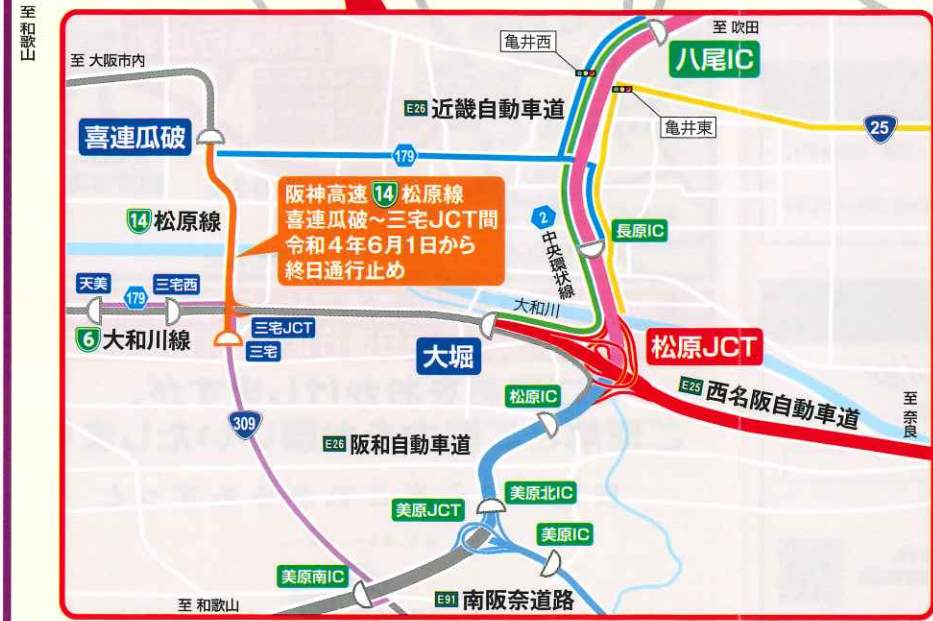 至 和歌山
至 吹田
亀井西
八尾IC
至 大阪市内
E26 近畿自動車道
亀井東
25
喜連瓜破
179
阪神高速 14 松原線
喜連瓜破～三宅JCT間
令和4年6月1日から
終日通行止め
14 松原線
2 中央環状線
長原IC
天美
179
三宅西
大和川
6 大和川線
三宅JCT
三宅
大堀
松原JCT
E25 西名阪自動車道
至 奈良
松原IC
309
E26 阪和自動車道
美原北IC
美原JCT
美原IC
美原南IC
至 和歌山
E91 南阪奈道路